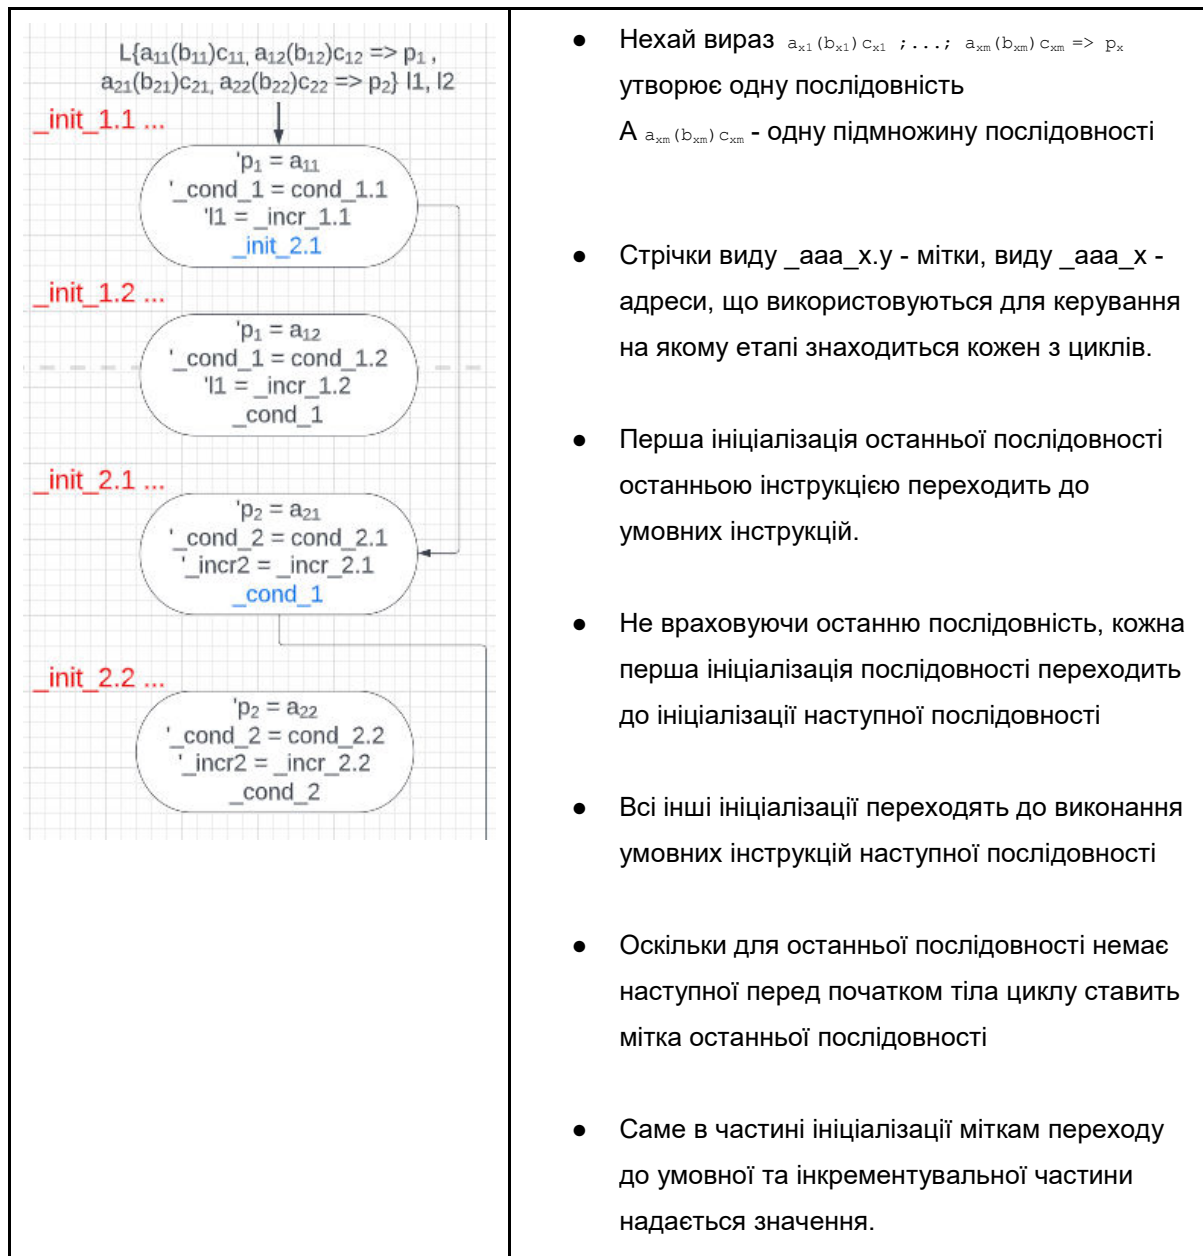 L{a₁₁(b₁₁)c₁₁, a₁₂(b₁₂)c₁₂ => p₁ ,
a₂₁(b₂₁)c₂₁, a₂₂(b₂₂)c₂₂ => p₂} l1, l2
_init_1.1 ...
'p₁ = a₁₁
'_cond_1 = cond_1.1
'l1 = _incr_1.1
_init_2.1
_init_1.2 ...
'p₁ = a₁₂
'_cond_1 = cond_1.2
'l1 = _incr_1.2
_cond_1
_init_2.1 ...
'p₂ = a₂₁
'_cond_2 = cond_2.1
'_incr2 = _incr_2.1
_cond_1
_init_2.2 ...
'p₂ = a₂₂
'_cond_2 = cond_2.2
'_incr2 = _incr_2.2
_cond_2
● Нехай вираз aₓ₁(bₓ₁)cₓ₁ ;...; aₓₘ(bₓₘ)cₓₘ => pₓ
утворює одну послідовність
А aₓₘ(bₓₘ)cₓₘ - одну підмножину послідовності
● Стрічки виду _aaa_x.y - мітки, виду _aaa_x -
адреси, що використовуються для керування
на якому етапі знаходиться кожен з циклів.
● Перша ініціалізація останньої послідовності
останньою інструкцією переходить до
умовних інструкцій.
● Не враховуючи останню послідовність, кожна
перша ініціалізація послідовності переходить
до ініціалізації наступної послідовності
● Всі інші ініціалізації переходять до виконання
умовних інструкцій наступної послідовності
● Оскільки для останньої послідовності немає
наступної перед початком тіла циклу ставить
мітка останньої послідовності
● Саме в частині ініціалізації міткам переходу
до умовної та інкрементувальної частини
надається значення.